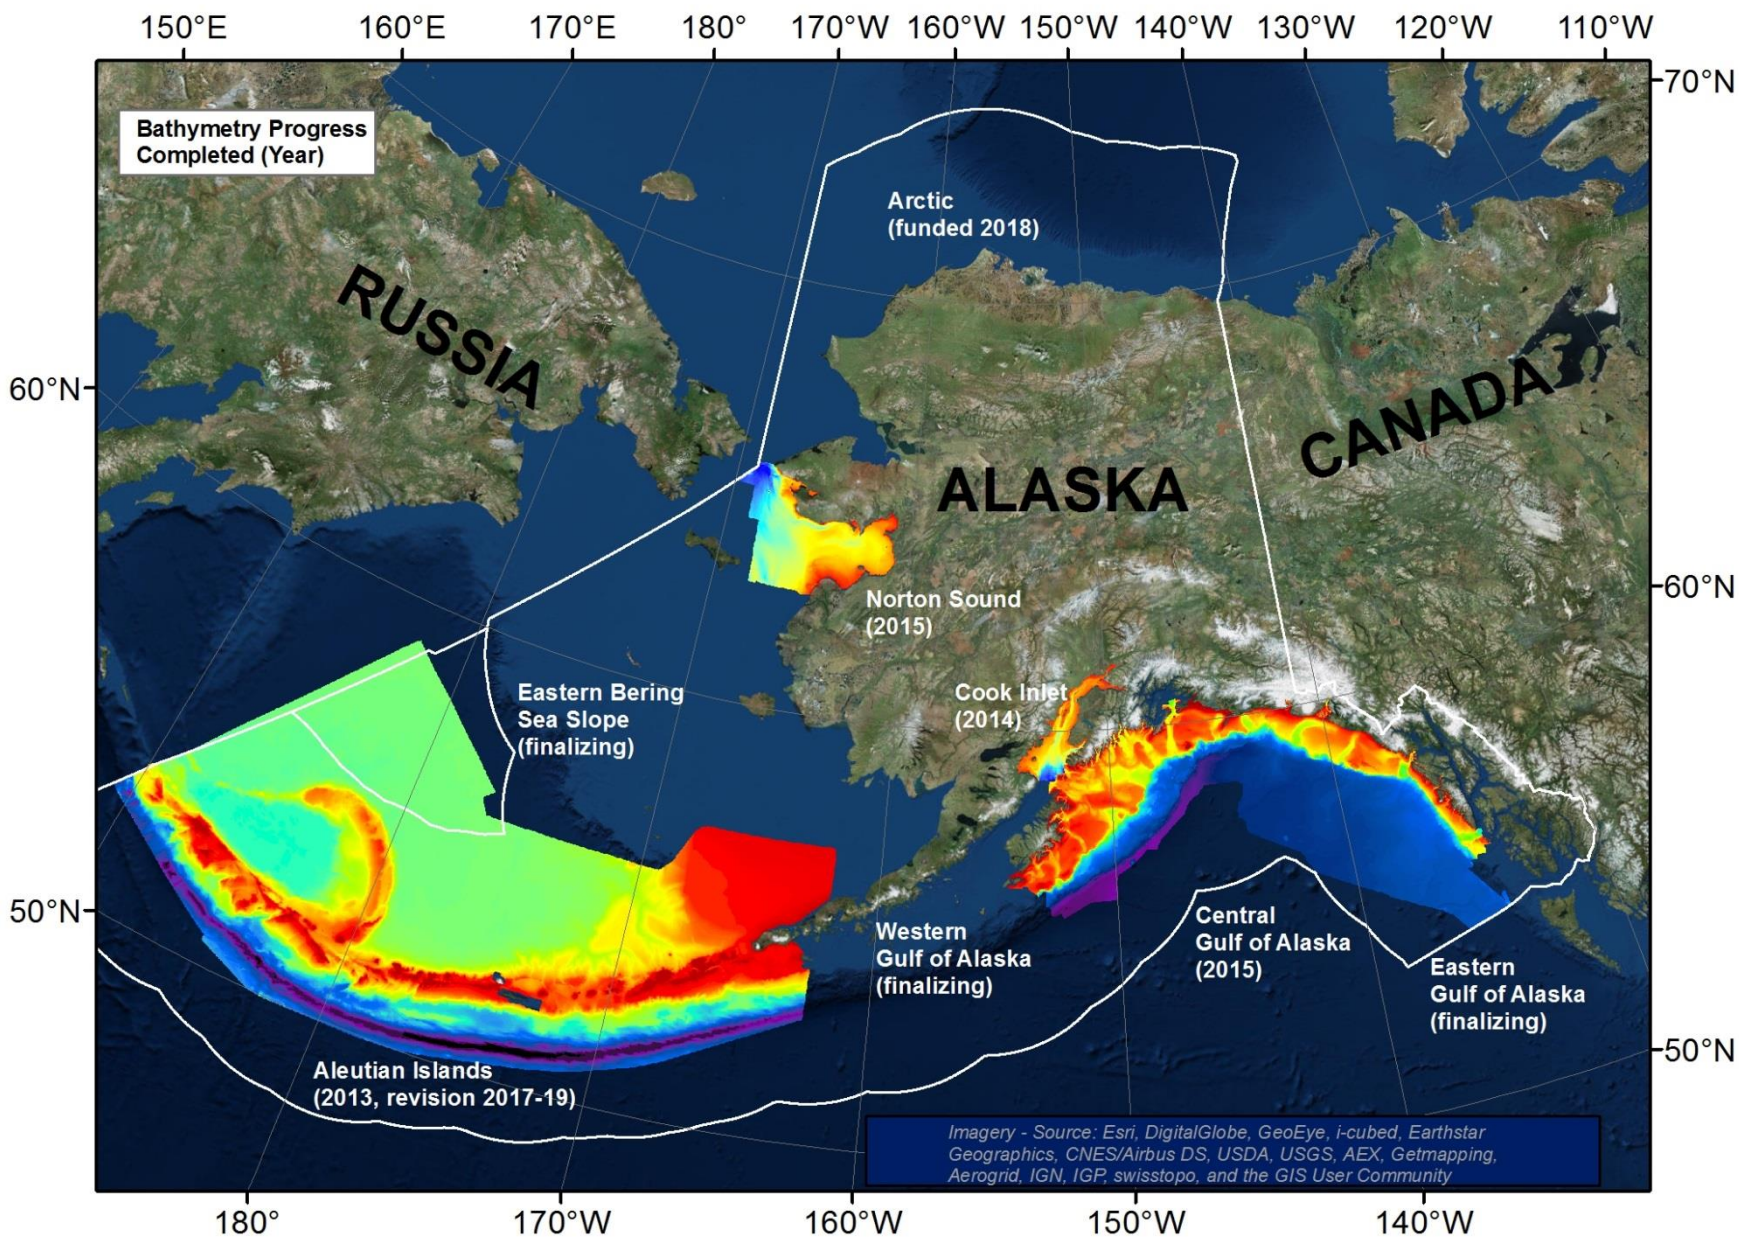 150°E 160°E 170°E 180° 170°W 160°W 150°W 140°W 130°W 120°W 110°W
70°N
Bathymetry Progress
Completed (Year)
Arctic
(funded 2018)
RUSSIA
60°N
CANADA
ALASKA
60°N
Norton Sound
(2015)
Eastern Bering
Sea Slope
(finalizing)
Cook Inlet
(2014)
50°N
Western
Gulf of Alaska
(finalizing)
Central
Gulf of Alaska
(2015)
Eastern
Gulf of Alaska
(finalizing)
50°N
Aleutian Islands
(2013, revision 2017-19)
Imagery - Source: Esri, DigitalGlobe, GeoEye, i-cubed, Earthstar
Geographics, CNES/Airbus DS, USDA, USGS, AEX, Getmapping,
Aerogrid, IGN, IGP, swisstopo, and the GIS User Community
180° 170°W 160°W 150°W 140°W